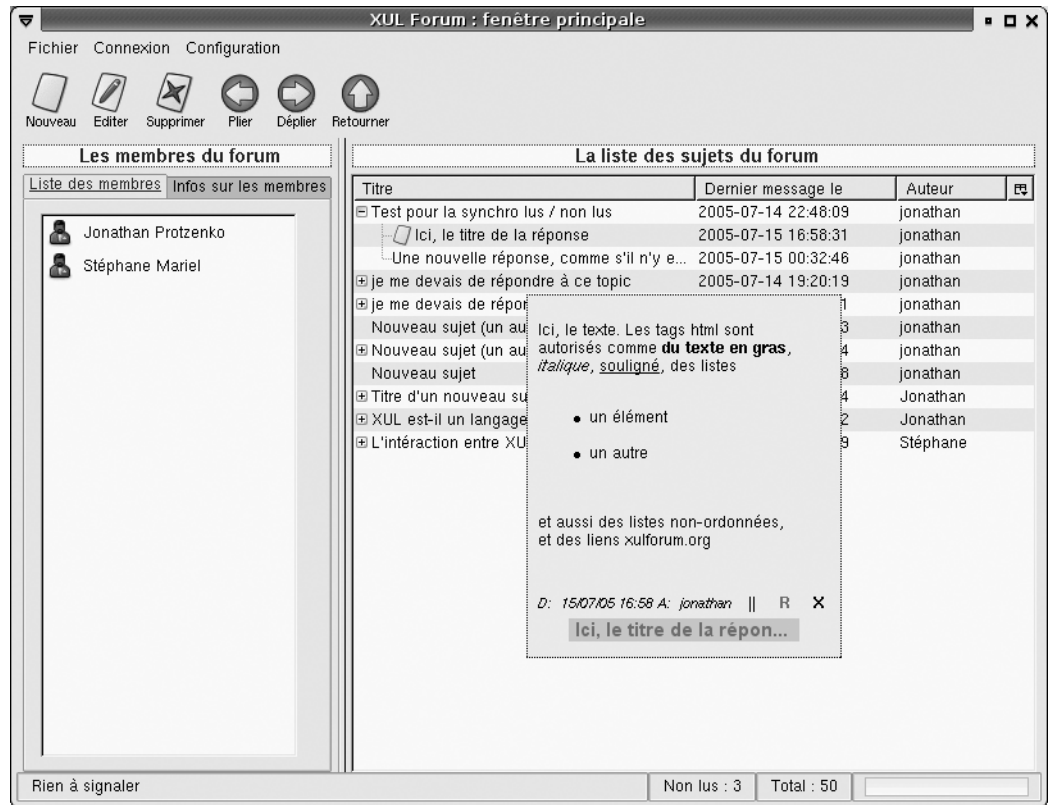 XUL Forum : fenêtre principale
Fichier Connexion Configuration
Nouveau Editer Supprimer Plier Déplier Retourner
Les membres du forum
La liste des sujets du forum
Liste des membres Infos sur les membres
Jonathan Protzenko
Stéphane Mariel
Titre Dernier message le Auteur
Test pour la synchro lus / non lus 2005-07-14 22:48:09 jonathan
Ici, le titre de la réponse 2005-07-15 16:58:31 jonathan
Une nouvelle réponse, comme s'il n'y e... 2005-07-15 00:32:46 jonathan
je me devais de répondre à ce topic 2005-07-14 19:20:19 jonathan
je me devais de répor 1 jonathan
Nouveau sujet (un au 3 jonathan
Nouveau sujet (un au 4 jonathan
Nouveau sujet 8 jonathan
Titre d'un nouveau su 4 Jonathan
XUL est-il un langage 2 Jonathan
L'intéraction entre XU 9 Stéphane
Ici, le texte. Les tags html sont
autorisés comme du texte en gras,
italique, souligné, des listes
• un élément
• un autre
et aussi des listes non-ordonnées,
et des liens xulforum.org
D: 15/07/05 16:58 A: jonathan || R X
Ici, le titre de la répon...
Rien à signaler Non lus : 3 Total : 50